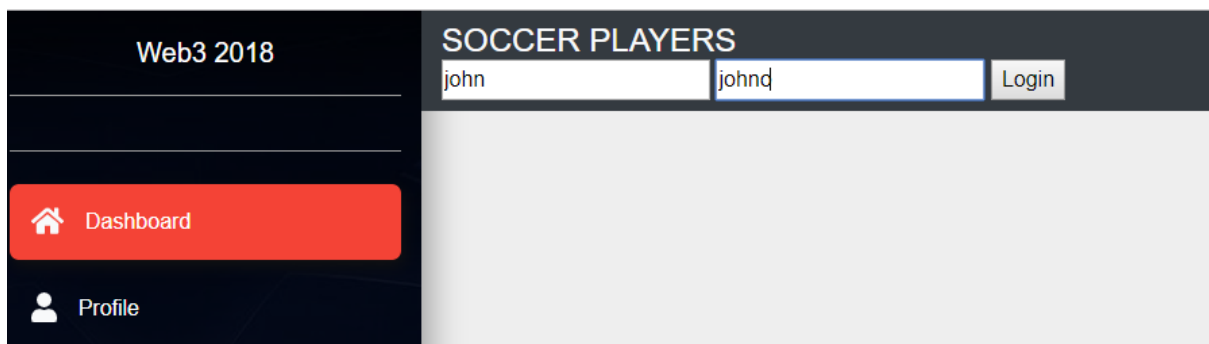 Web3 2018
SOCCER PLAYERS
john johnd Login
Dashboard
Profile